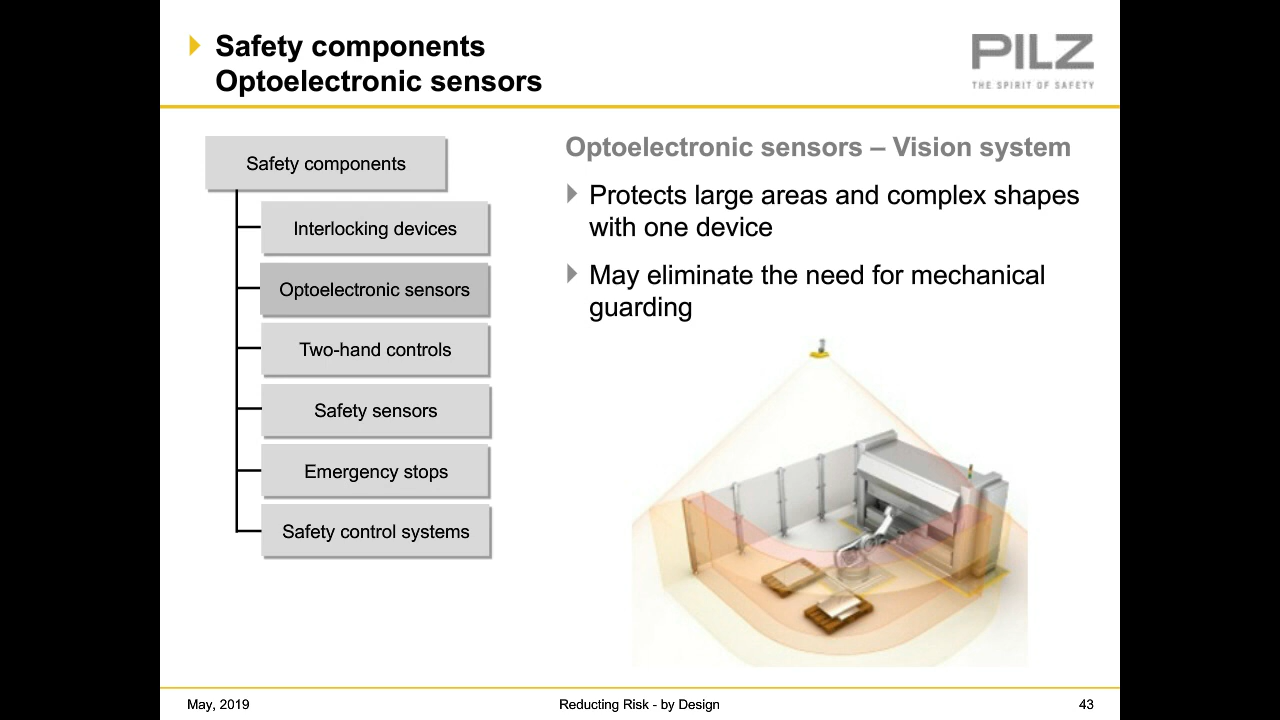 Safety components
Optoelectronic sensors
PILZ
THE SPIRIT OF SAFETY
Safety components
Interlocking devices
Optoelectronic sensors
Two-hand controls
Safety sensors
Emergency stops
Safety control systems
Optoelectronic sensors – Vision system
Protects large areas and complex shapes
with one device
May eliminate the need for mechanical
guarding
May, 2019
Reducting Risk - by Design
43